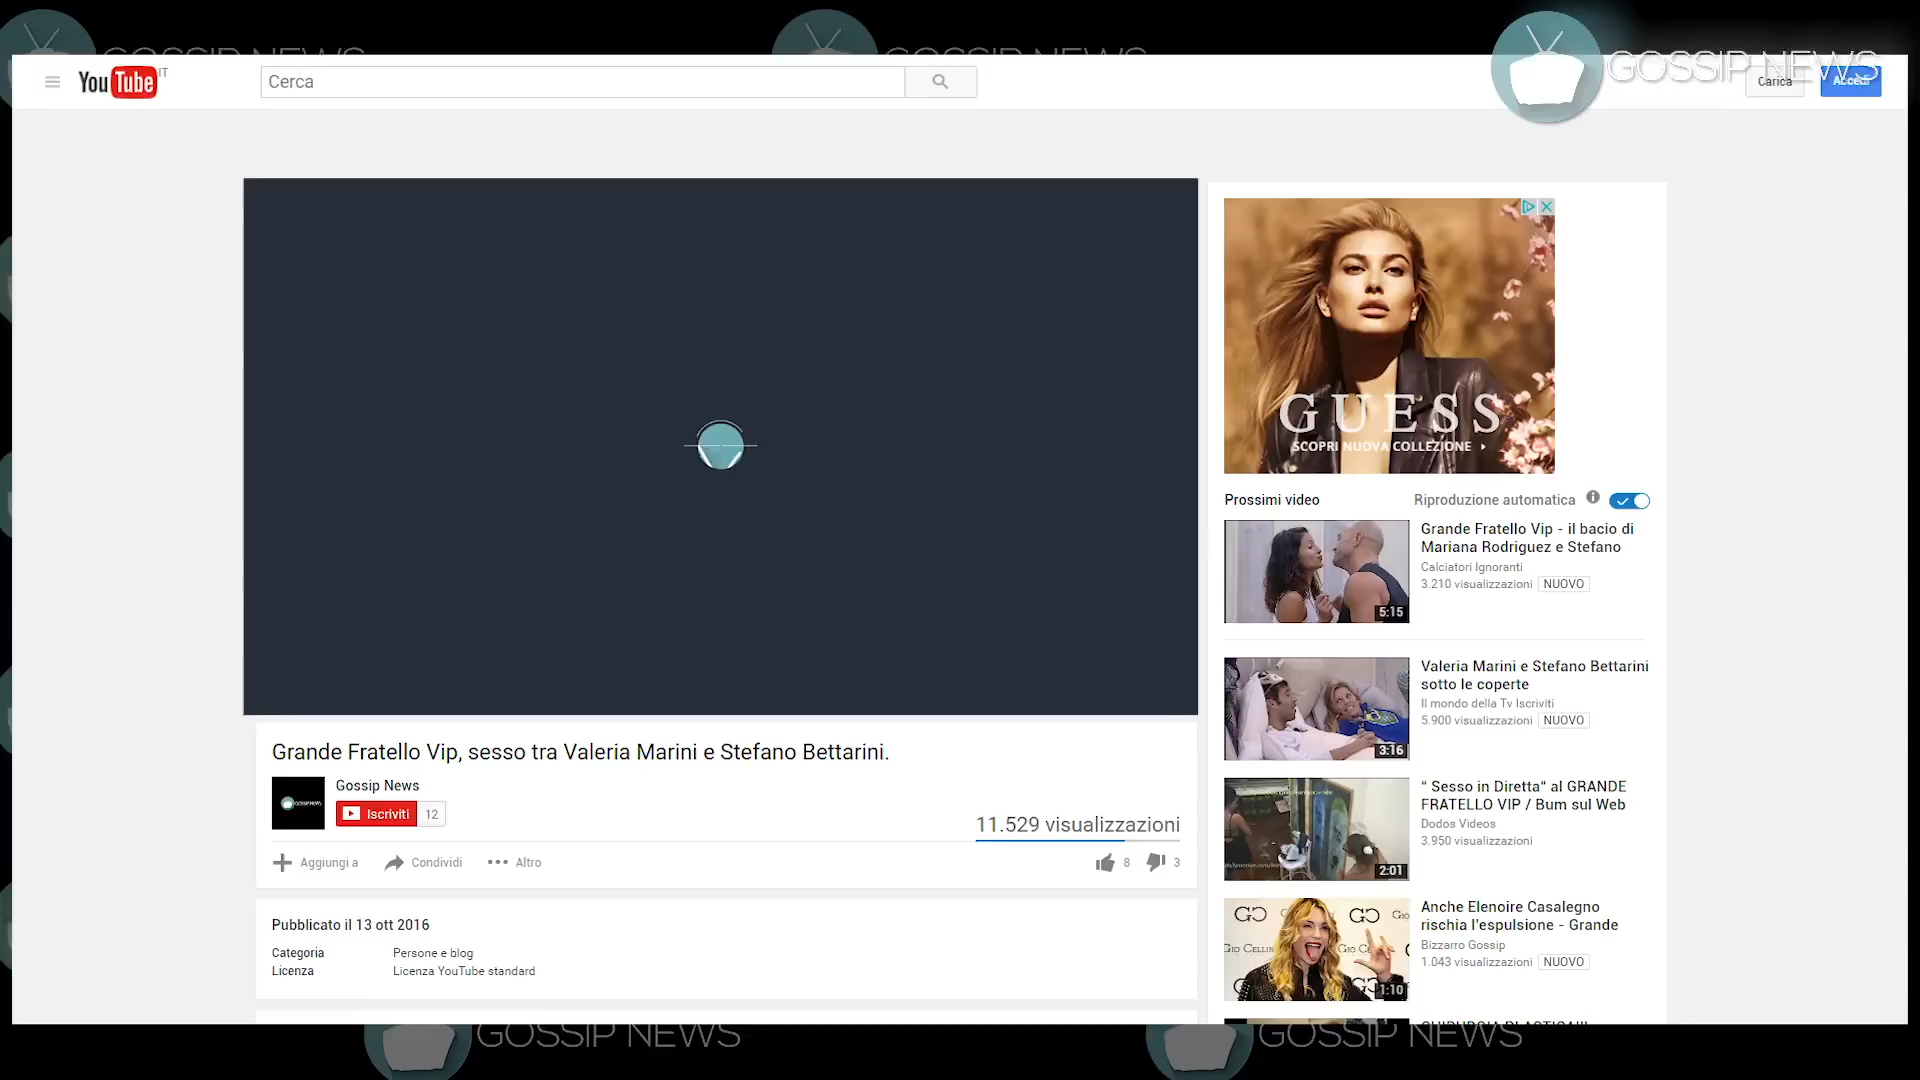 GOSSIP NEWS
GOSSIP NEWS
GOSSIP NEWS
YouTube IT
Cerca
Carica
Accedi
GUESS
SCOPRI NUOVA COLLEZIONE
Prossimi video
Riproduzione automatica
Grande Fratello Vip - il bacio di
Mariana Rodriguez e Stefano
Calciatori Ignoranti
3.210 visualizzazioni NUOVO
5:15
Valeria Marini e Stefano Bettarini
sotto le coperte
Il mondo della Tv Iscriviti
5.900 visualizzazioni NUOVO
3:16
“ Sesso in Diretta“ al GRANDE
FRATELLO VIP / Bum sul Web
Dodos Videos
3.950 visualizzazioni
2:01
Anche Elenoire Casalegno
rischia l'espulsione - Grande
Bizzarro Gossip
1.043 visualizzazioni NUOVO
1:10
Grande Fratello Vip, sesso tra Valeria Marini e Stefano Bettarini.
Gossip News
Iscriviti 12
11.529 visualizzazioni
Aggiungi a
Condividi
Altro
8
3
Pubblicato il 13 ott 2016
Categoria
Persone e blog
Licenza
Licenza YouTube standard
GOSSIP NEWS
GOSSIP NEWS